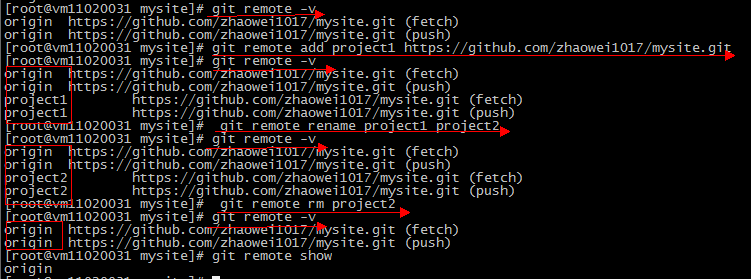 [root@vm11020031 mysite]# git remote -v
origin  https://github.com/zhaowei1017/mysite.git (fetch)
origin  https://github.com/zhaowei1017/mysite.git (push)
[root@vm11020031 mysite]# git remote add project1 https://github.com/zhaowei1017/mysite.git
[root@vm11020031 mysite]# git remote -v
origin  https://github.com/zhaowei1017/mysite.git (fetch)
origin  https://github.com/zhaowei1017/mysite.git (push)
project1        https://github.com/zhaowei1017/mysite.git (fetch)
project1        https://github.com/zhaowei1017/mysite.git (push)
[root@vm11020031 mysite]#  git remote rename project1 project2
[root@vm11020031 mysite]# git remote -v
origin  https://github.com/zhaowei1017/mysite.git (fetch)
origin  https://github.com/zhaowei1017/mysite.git (push)
project2        https://github.com/zhaowei1017/mysite.git (fetch)
project2        https://github.com/zhaowei1017/mysite.git (push)
[root@vm11020031 mysite]#  git remote rm project2
[root@vm11020031 mysite]# git remote -v
origin  https://github.com/zhaowei1017/mysite.git (fetch)
origin  https://github.com/zhaowei1017/mysite.git (push)
[root@vm11020031 mysite]# git remote show
origin
[root@vm11020031 mysite]#